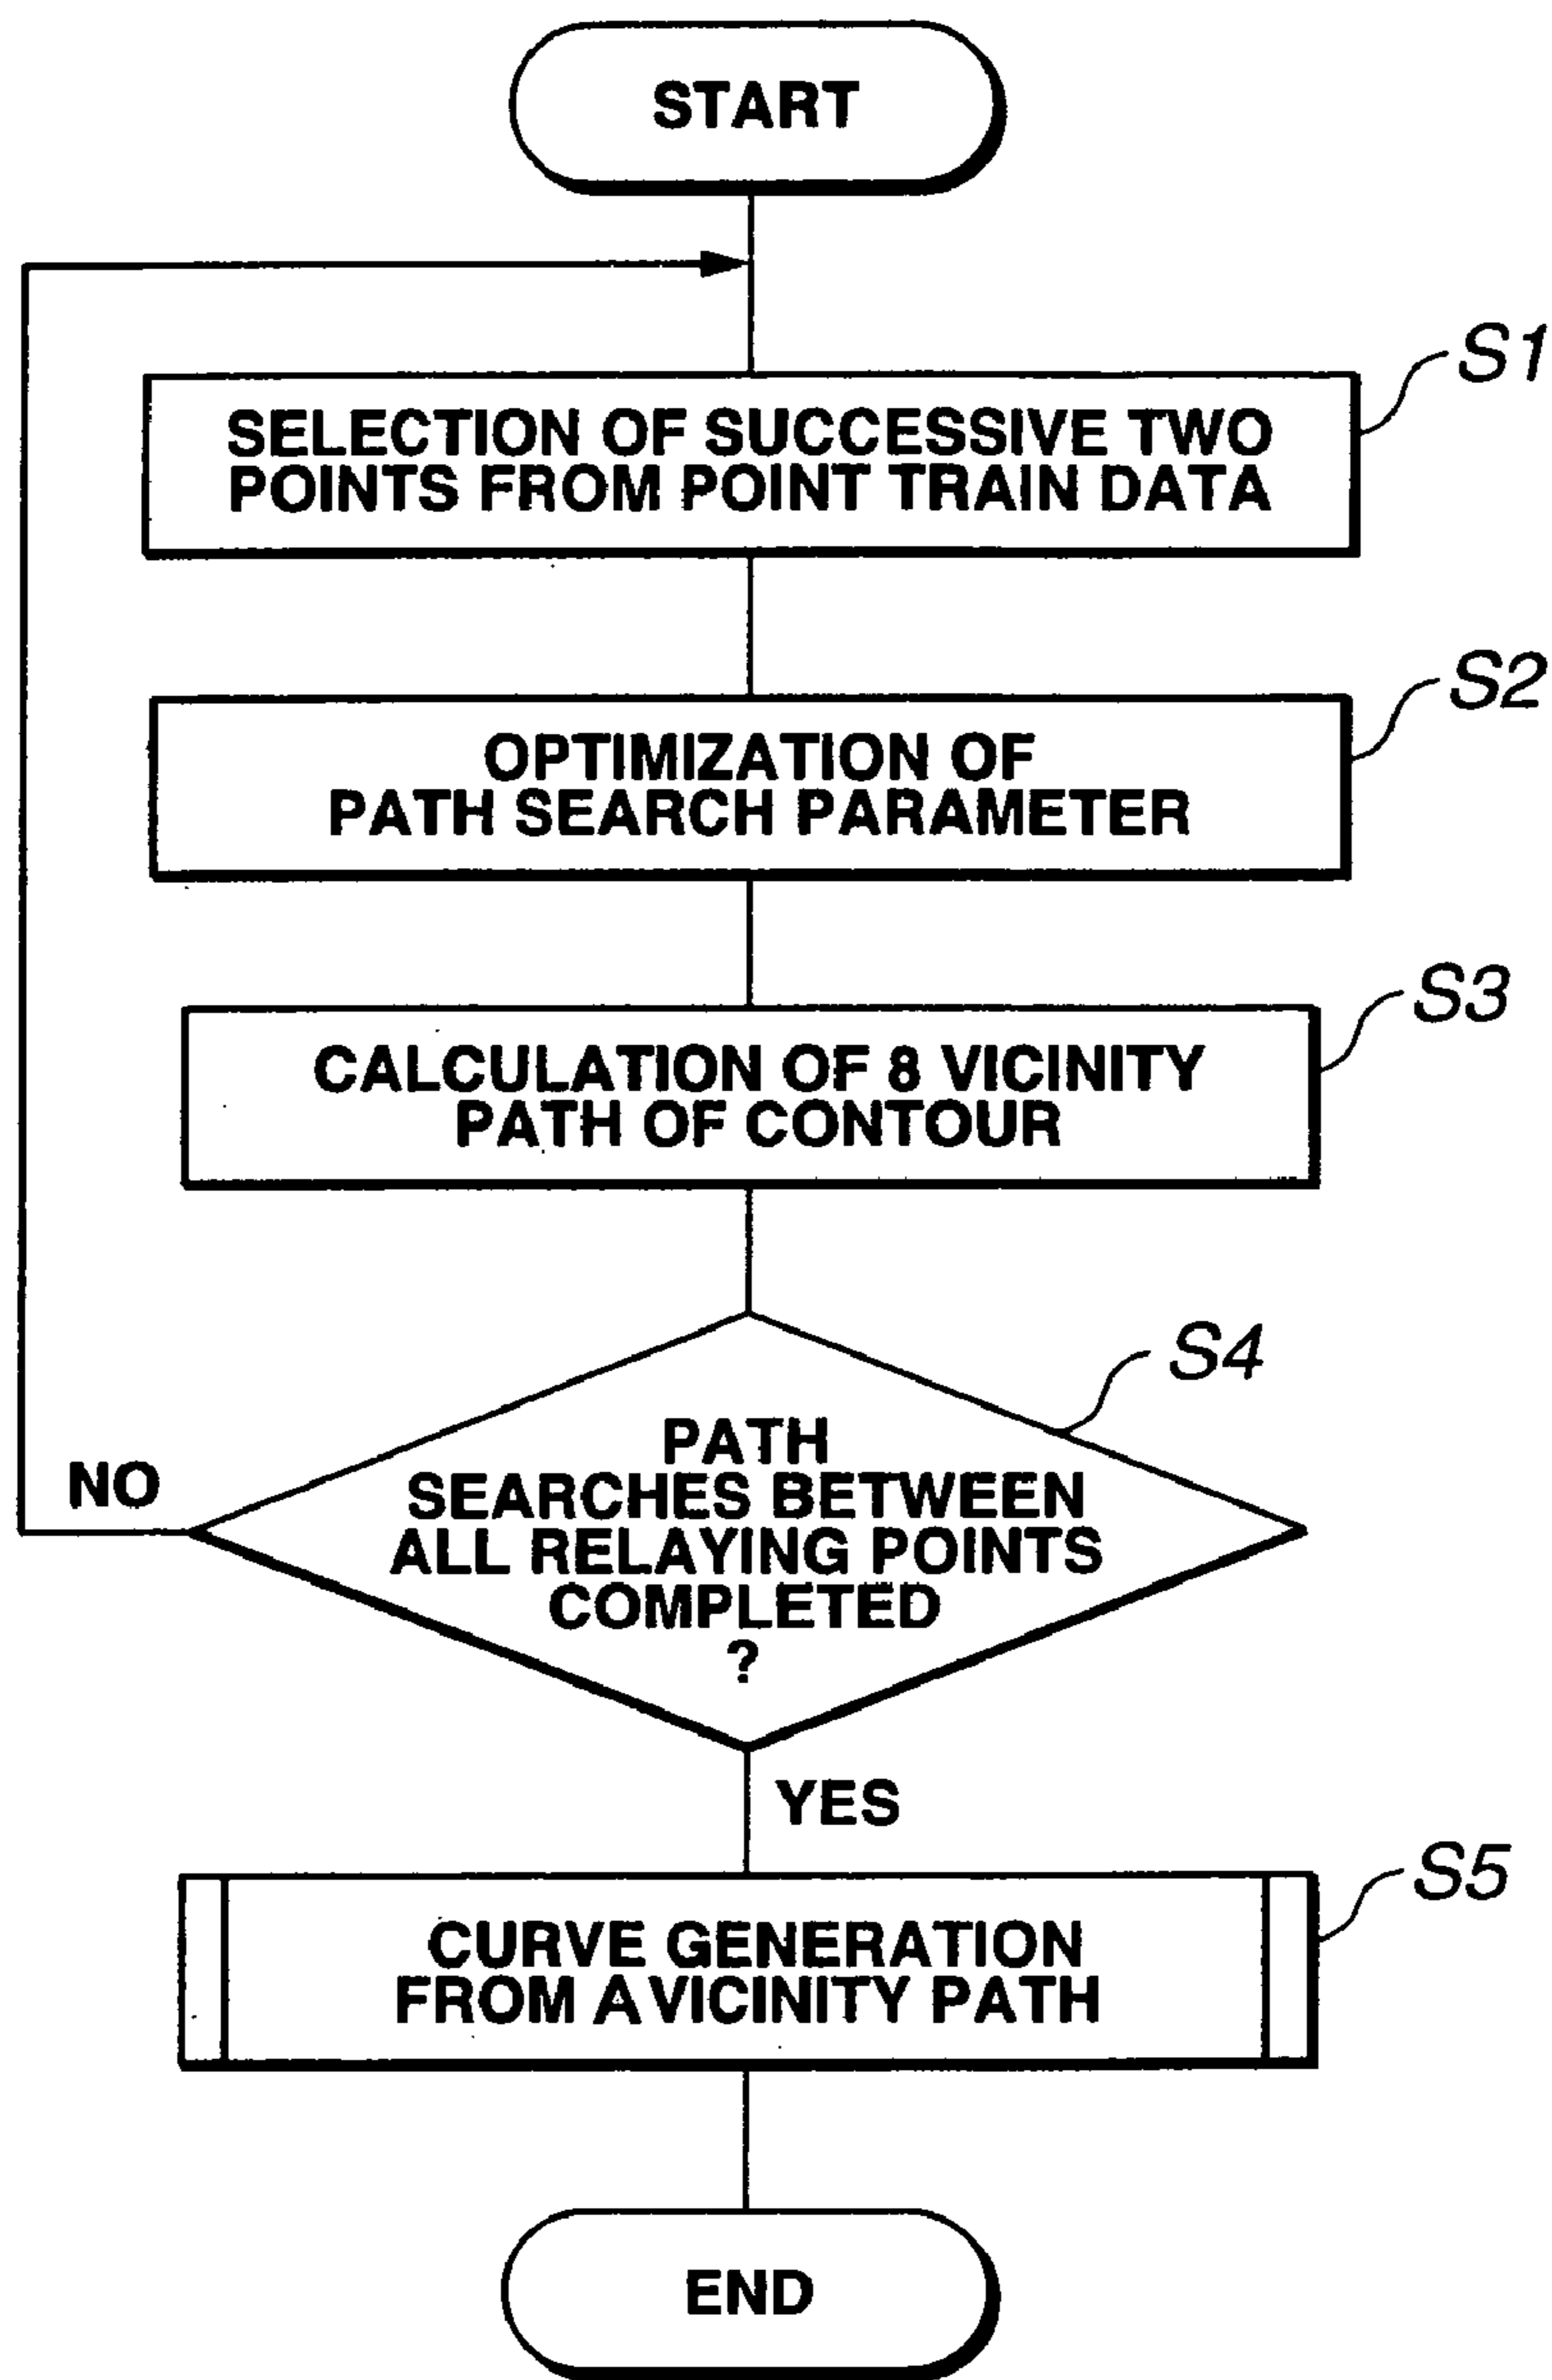 START
S1
SELECTION OF SUCCESSIVE TWO
POINTS FROM POINT TRAIN DATA
S2
OPTIMIZATION OF
PATH SEARCH PARAMETER
S3
CALCULATION OF 8 VICINITY
PATH OF CONTOUR
S4
PATH
SEARCHES BETWEEN
ALL RELAYING POINTS
COMPLETED
?
NO
YES
S5
CURVE GENERATION
FROM A VICINITY PATH
END